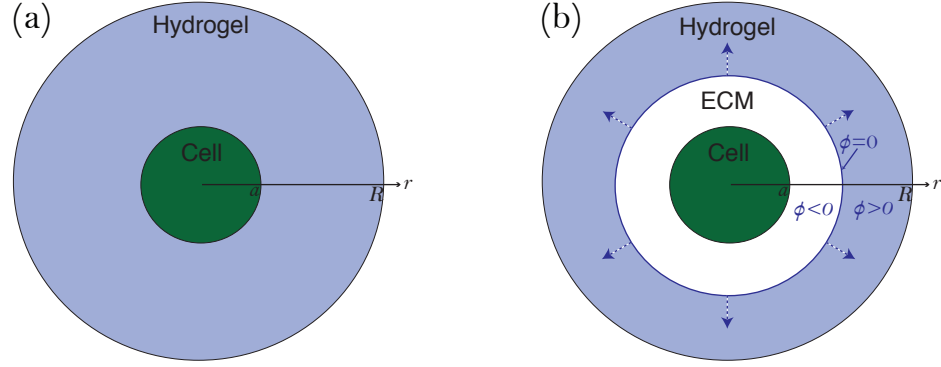 (a)
Hydrogel
Cell
a
R
r
(b)
Hydrogel
ECM
Cell
ϕ=0
a
R
r
ϕ<0
ϕ>0